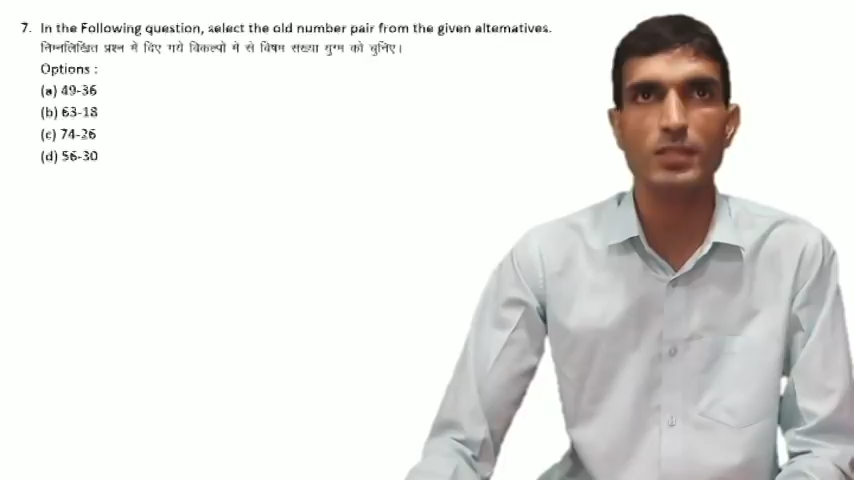 7. In the Following question, select the old number pair from the given altematives.
निम्नलिखित प्रश्न में दिए गये विकल्पों में से विषम संख्या युग्म को चुनिए।
Options :
(a) 49-36
(b) 63-18
(c) 74-26
(d) 56-30